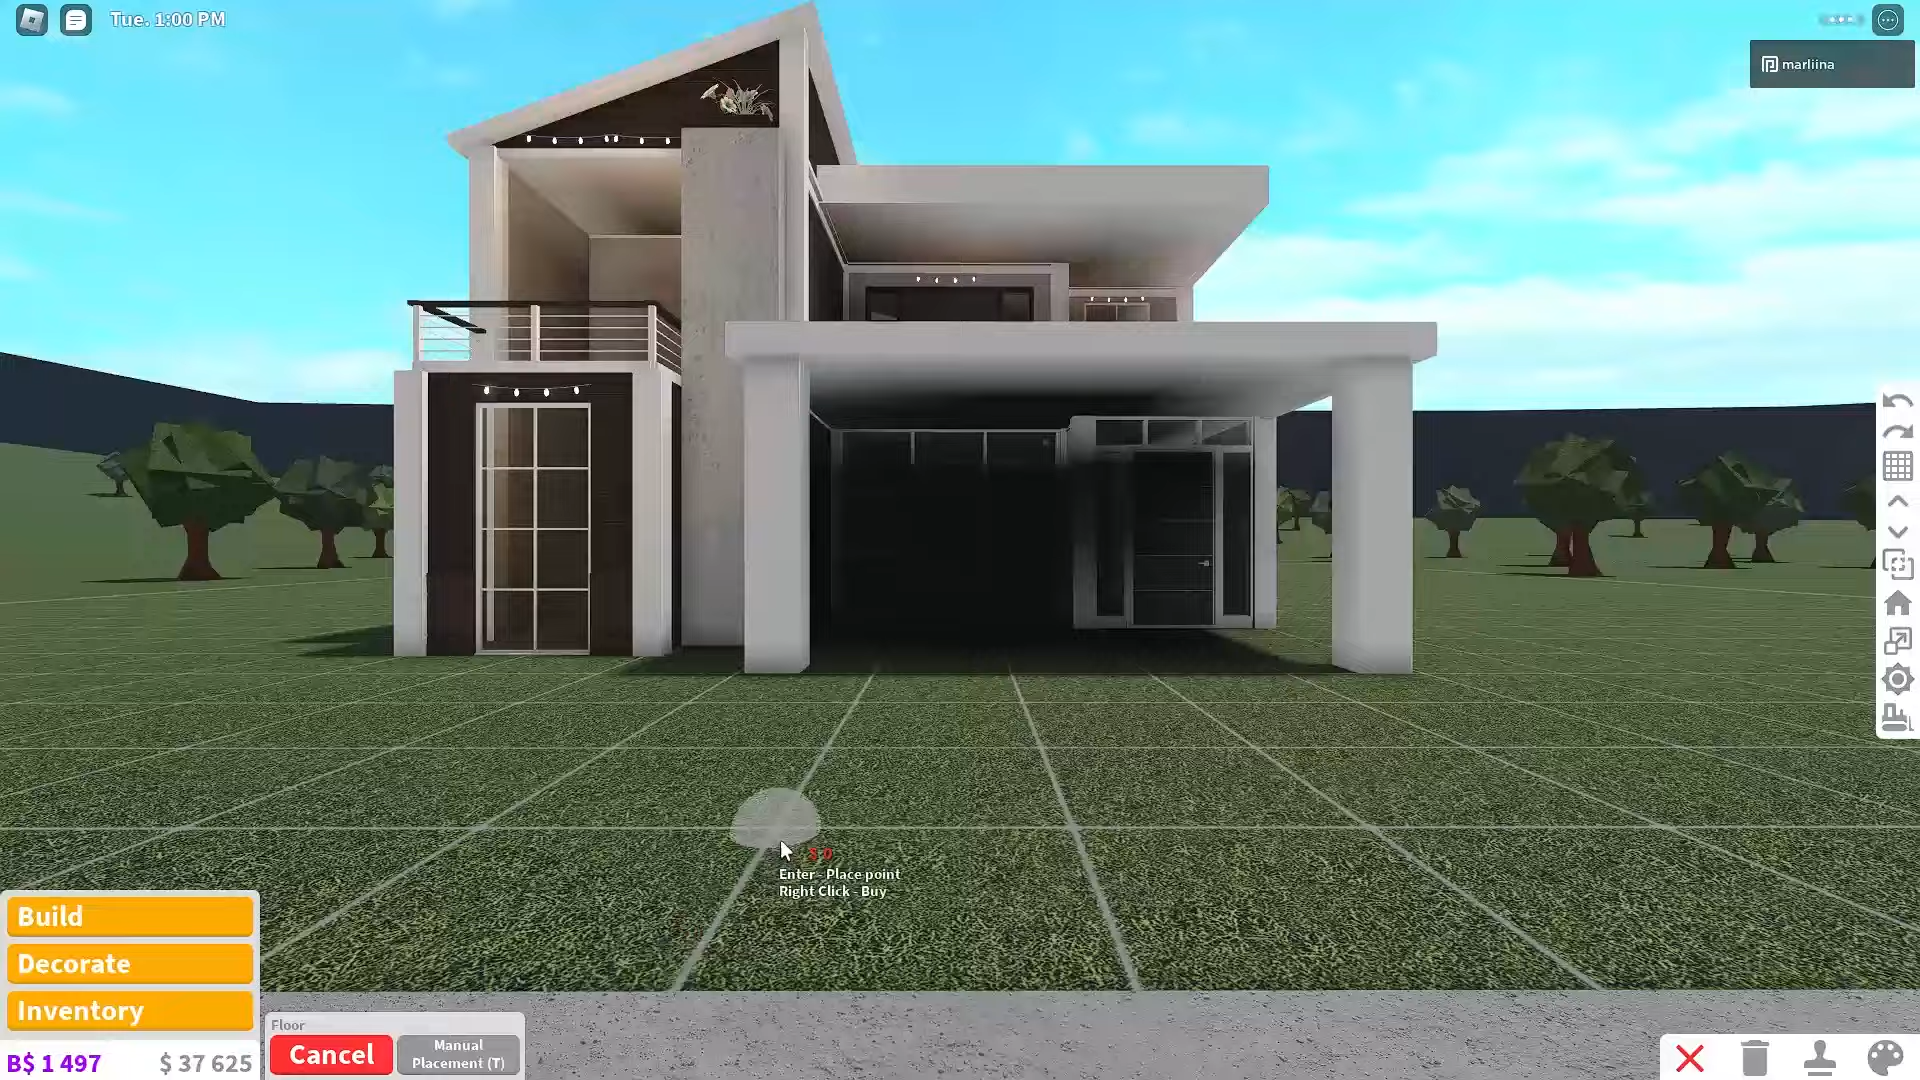 Tue. 1:00 PM
marliina
$ 0
Enter - Place point
Right Click - Buy
Build
Decorate
Inventory
B$ 1 497
$ 37 625
Floor
Cancel
Manual
Placement (T)